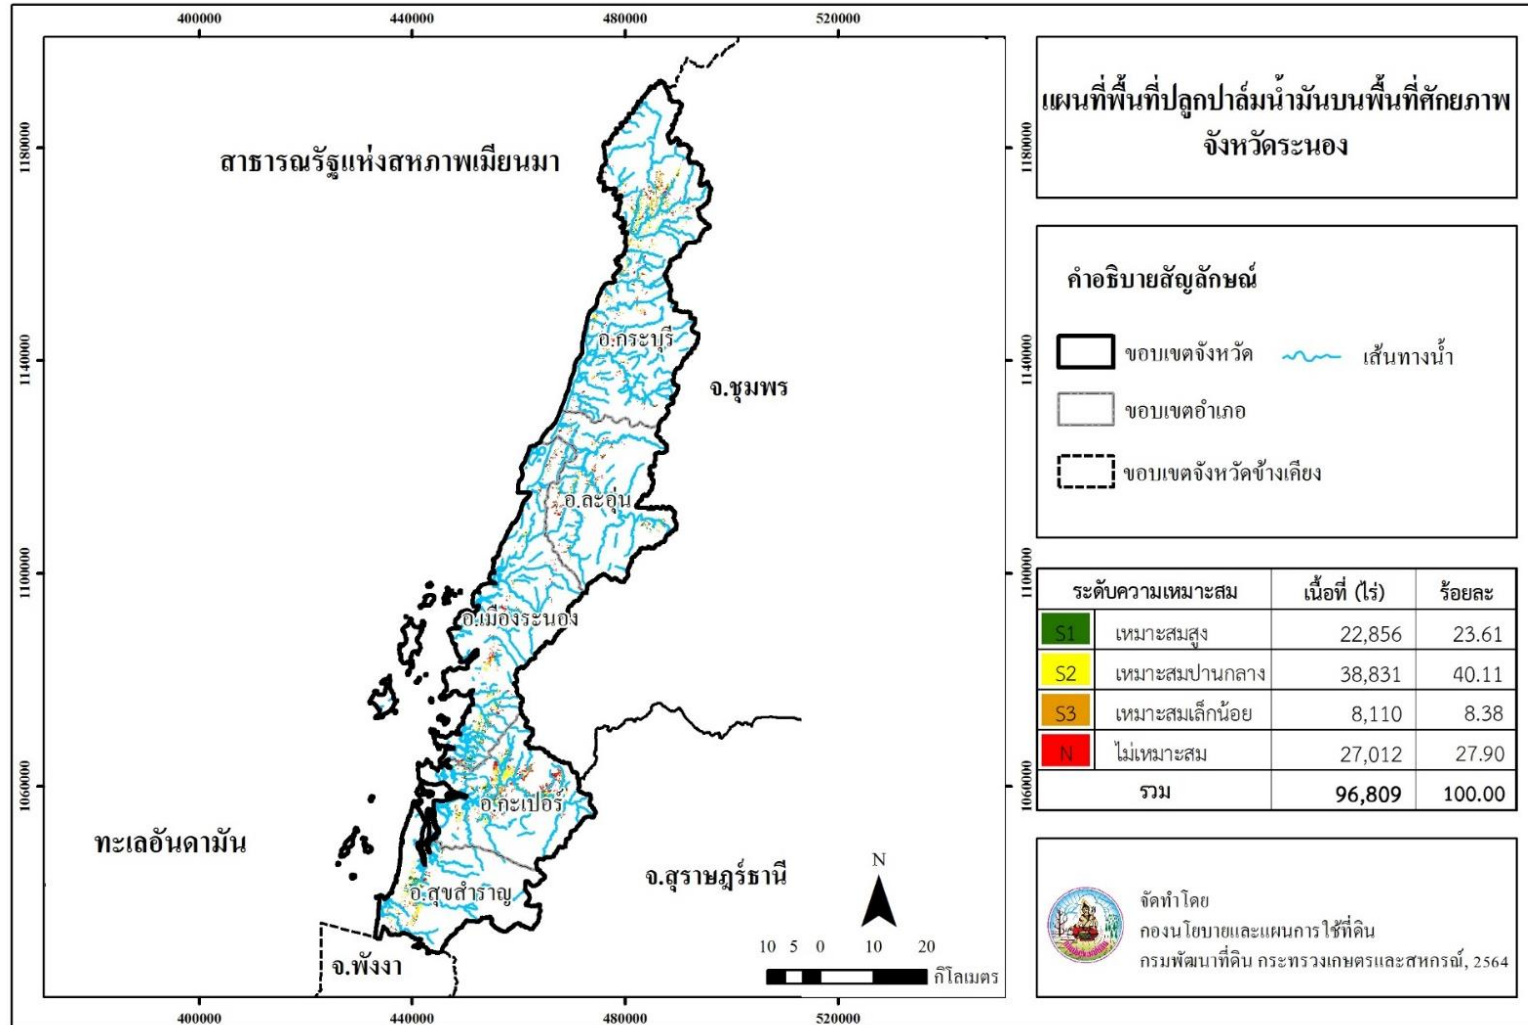 400000 440000 480000 520000
แผนที่พื้นที่ปลูกปาล์มน้ำมันบนพื้นที่ศักยภาพ
จังหวัดระนอง
1180000
1180000
สาธารณรัฐแห่งสหภาพเมียนมา
คำอธิบายสัญลักษณ์
ขอบเขตจังหวัด เส้นทางน้ำ
ขอบเขตอำเภอ
ขอบเขตจังหวัดข้างเคียง
อ.กระบุรี
1140000
1140000
จ.ชุมพร
อ.ละอุ่น
1100000
1100000
อ.เมืองระนอง
ระดับความเหมาะสม เนื้อที่ (ไร่) ร้อยละ
S1 เหมาะสมสูง 22,856 23.61
S2 เหมาะสมปานกลาง 38,831 40.11
S3 เหมาะสมเล็กน้อย 8,110 8.38
N ไม่เหมาะสม 27,012 27.90
รวม 96,809 100.00
1060000
1060000
อ.กะเปอร์
ทะเลอันดามัน
จ.สุราษฎร์ธานี
อ.สุขสำราญ
N
จ.พังงา
10 5 0 10 20
กิโลเมตร
จัดทำโดย
กองนโยบายและแผนการใช้ที่ดิน
กรมพัฒนาที่ดิน กระทรวงเกษตรและสหกรณ์, 2564
400000 440000 480000 520000